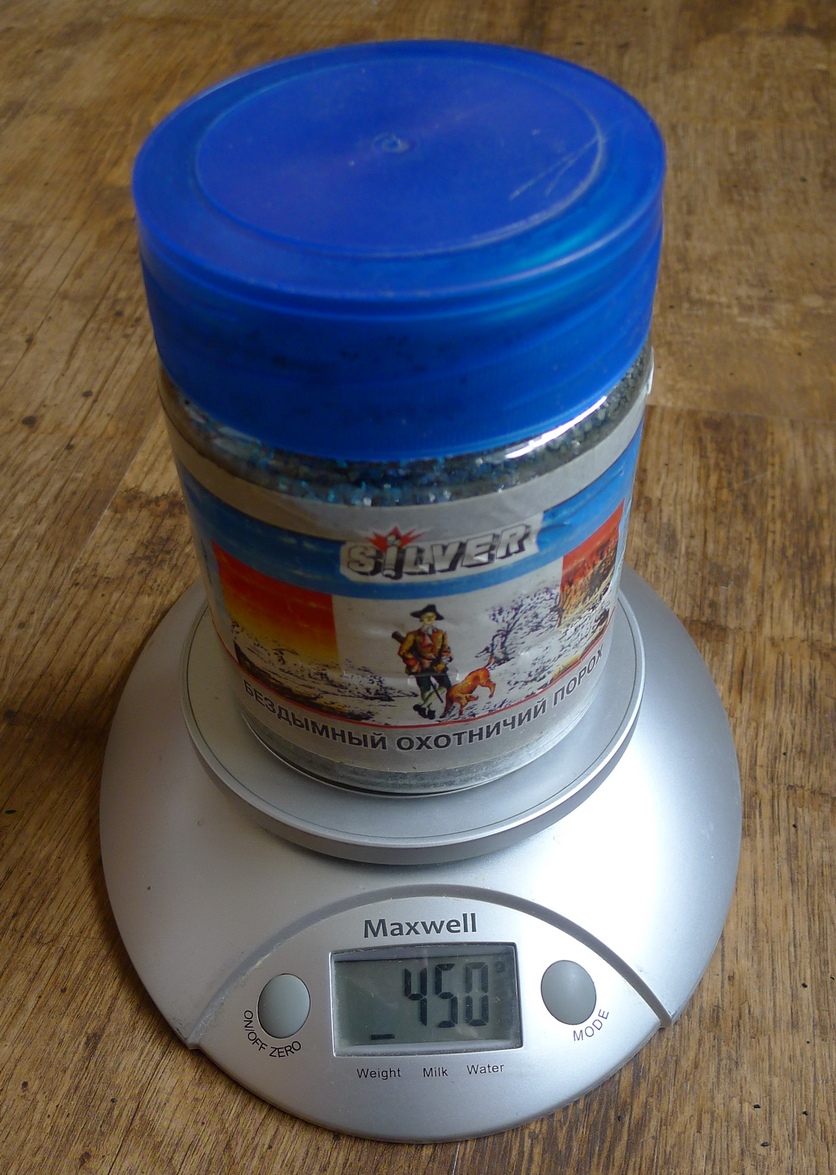 SiLVER
БЕЗДЫМНЫЙ ОХОТНИЧИЙ ПОРОХ
Maxwell
450
ON/OFF ZERO
MODE
Weight Milk Water